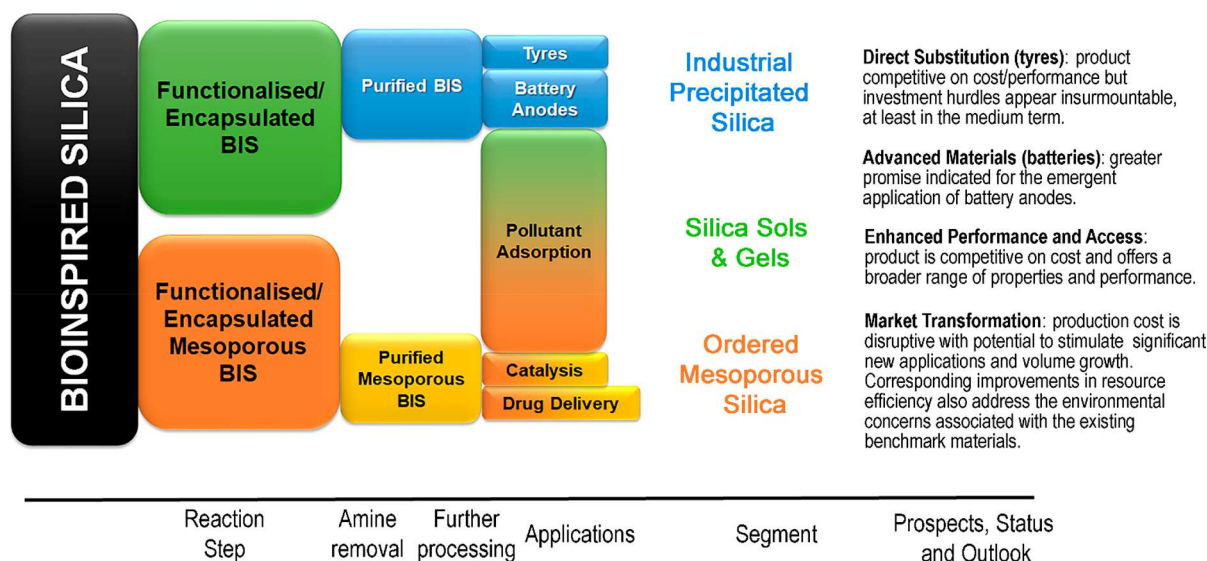 BIOINSPIRED SILICA
Functionalised/
Encapsulated
BIS
Functionalised/
Encapsulated
Mesoporous
BIS
Purified BIS
Purified
Mesoporous
BIS
Tyres
Battery
Anodes
Pollutant
Adsorption
Catalysis
Drug Delivery
Industrial
Precipitated
Silica
Silica Sols
& Gels
Ordered
Mesoporous
Silica
Direct Substitution (tyres): product
competitive on cost/performance but
investment hurdles appear insurmountable,
at least in the medium term.
Advanced Materials (batteries): greater
promise indicated for the emergent
application of battery anodes.
Enhanced Performance and Access:
product is competitive on cost and offers a
broader range of properties and performance.
Market Transformation: production cost is
disruptive with potential to stimulate significant
new applications and volume growth.
Corresponding improvements in resource
efficiency also address the environmental
concerns associated with the existing
benchmark materials.
Reaction
Step
Amine
removal
Further
processing
Applications
Segment
Prospects, Status
and Outlook